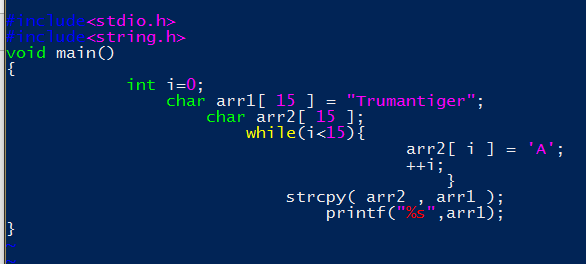 #include<stdio.h>
#include<string.h>
void main()
{
int i=0;
char arr1[ 15 ] = "Trumantiger";
char arr2[ 15 ];
while(i<15){
arr2[ i ] = 'A';
++i;
}
strcpy( arr2 , arr1 );
printf("%s",arr1);
}
~
~